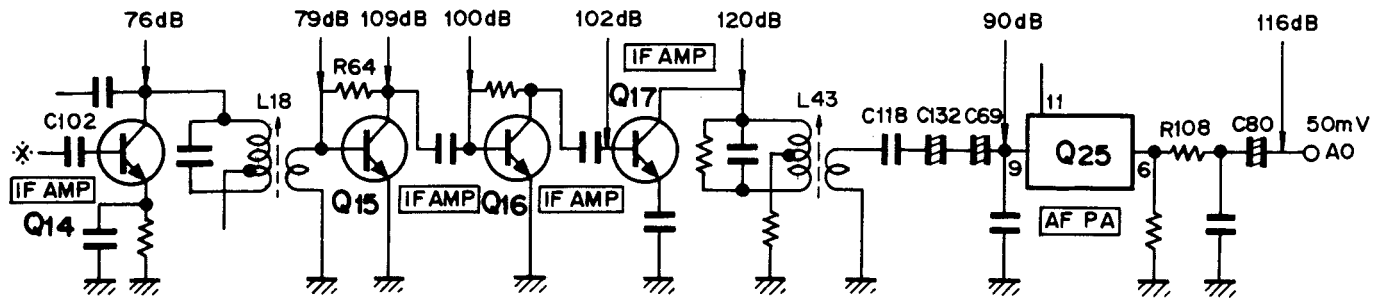 76dB 79dB 109dB 100dB 102dB 120dB 90dB 116dB
IF AMP
R64 Q17 11
L18 L43 C118 C132 C69 R108 C80 50mV
C102
※ 9 Q25 6 AO
IF AMP Q15 IF AMP Q16 IF AMP AF PA
Q14